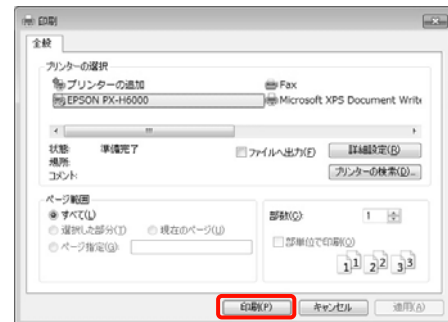 印刷
全般
プリンターの選択
プリンターの追加
Fax
EPSON PX-H6000
Microsoft XPS Document Write
状態: 準備完了
場所:
コメント:
ファイルへ出力(F)
詳細設定(R)
プリンターの検索(D)...
ページ範囲
すべて(L)
選択した部分(T)
現在のページ(U)
ページ指定(G):
部数(C): 1
部単位で印刷(O)
1 1 2 2 3 3
印刷(P)
キャンセル
適用(A)